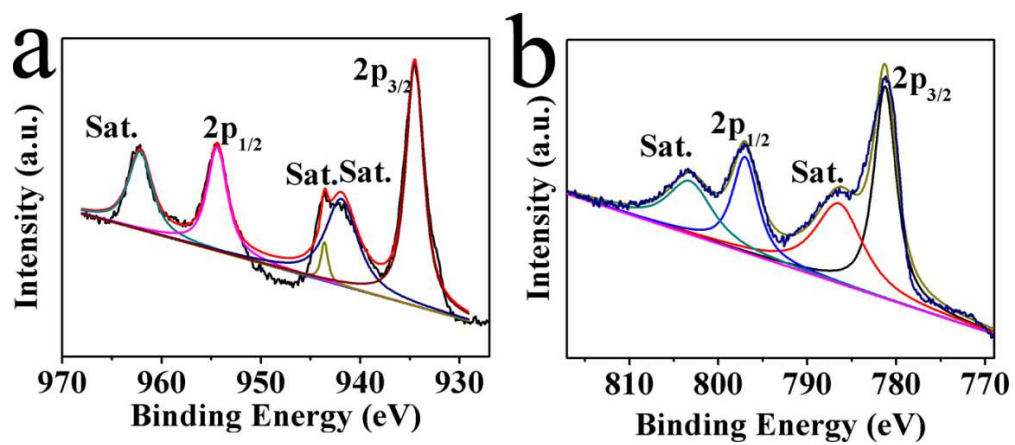 a
2p3/2
Sat.
2p1/2
Sat.
Sat.
Intensity (a.u.)
970 960 950 940 930
Binding Energy (eV)
b
2p3/2
2p1/2
Sat.
Sat.
Intensity (a.u.)
810 800 790 780 770
Binding Energy (eV)